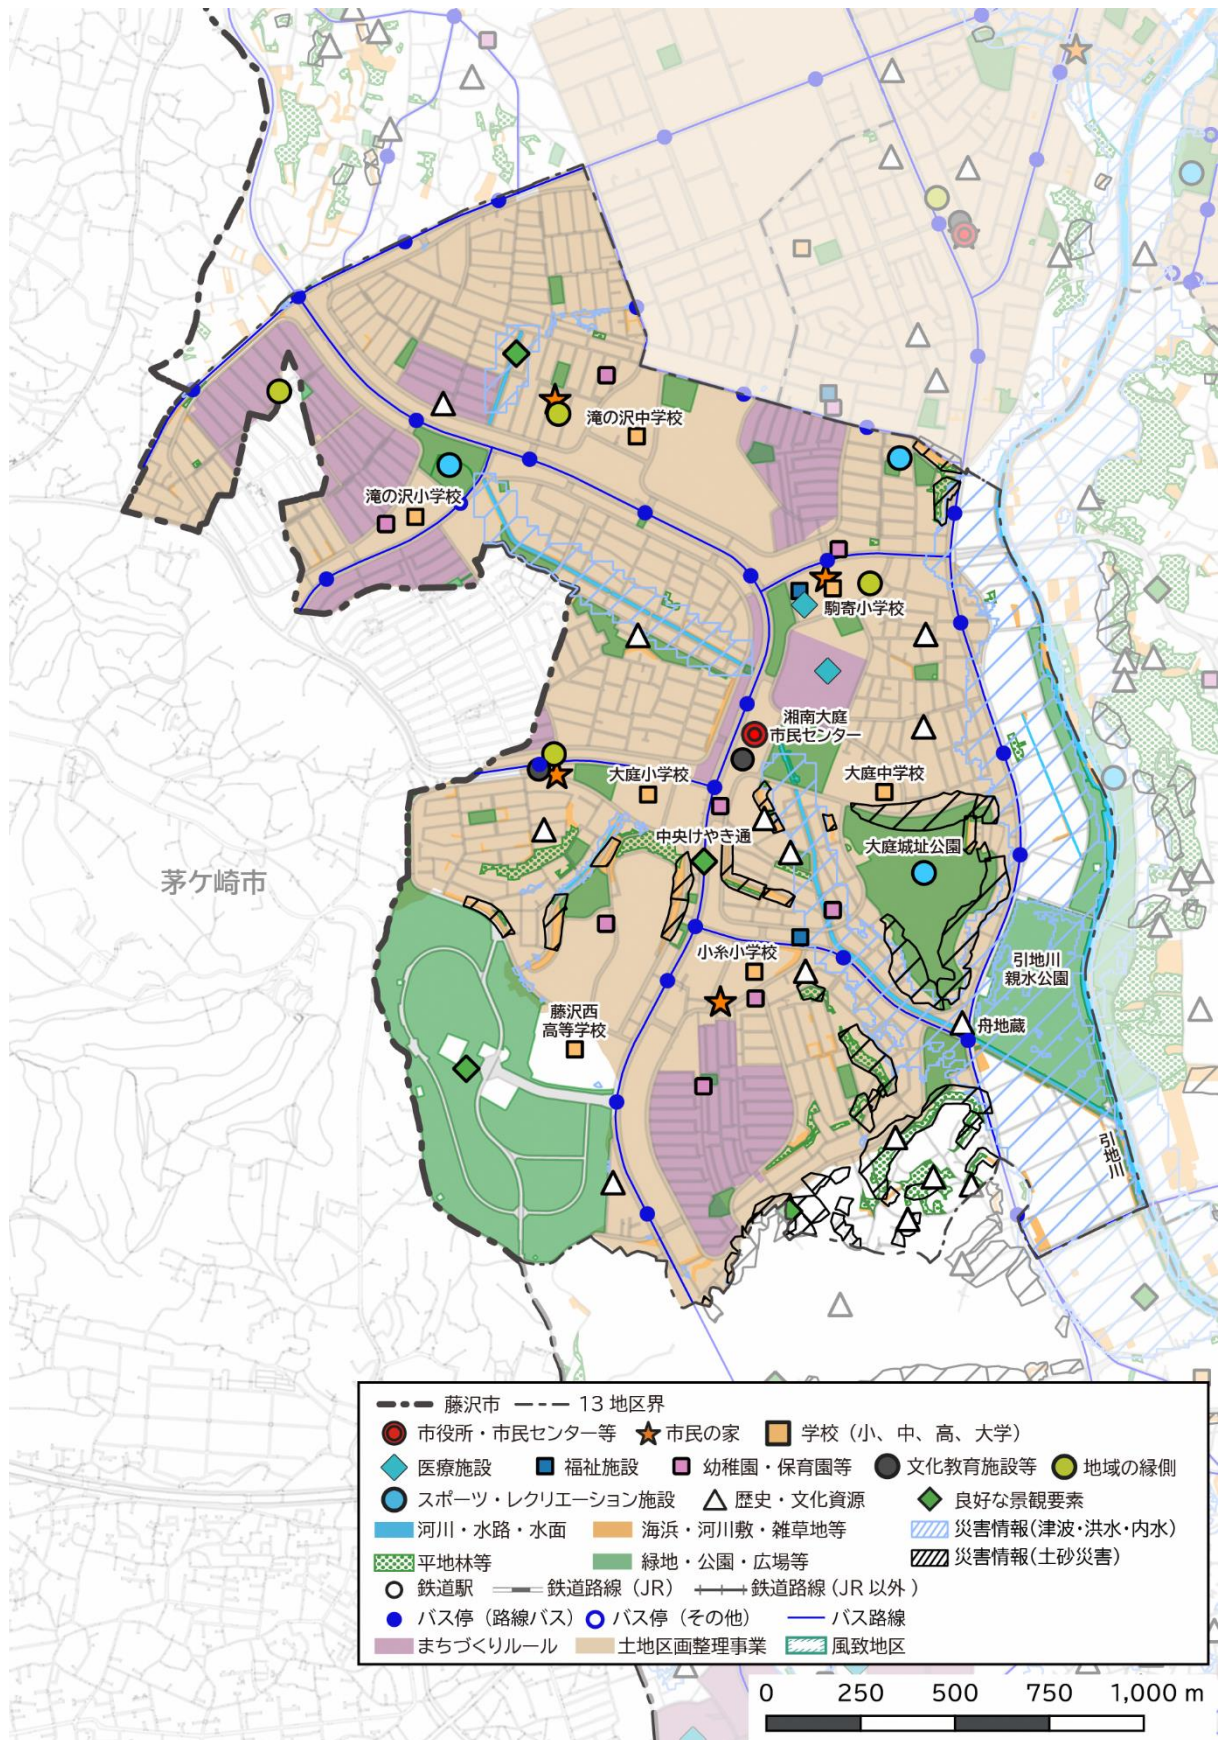 滝の沢中学校
滝の沢小学校
駒寄小学校
湘南大庭
市民センター
大庭小学校
大庭中学校
中央けやき通
大庭城址公園
茅ケ崎市
小糸小学校
引地川
親水公園
藤沢西
高等学校
舟地蔵
引地川
藤沢市 13地区界
市役所・市民センター等 市民の家 学校（小、中、高、大学）
医療施設 福祉施設 幼稚園・保育園等 文化教育施設等 地域の縁側
スポーツ・レクリエーション施設 歴史・文化資源 良好な景観要素
河川・水路・水面 海浜・河川敷・雑草地等 災害情報(津波・洪水・内水)
平地林等 緑地・公園・広場等 災害情報(土砂災害)
鉄道駅 鉄道路線（JR） 鉄道路線（JR以外）
バス停（路線バス） バス停（その他） バス路線
まちづくりルール 土地区画整理事業 風致地区
0 250 500 750 1,000 m